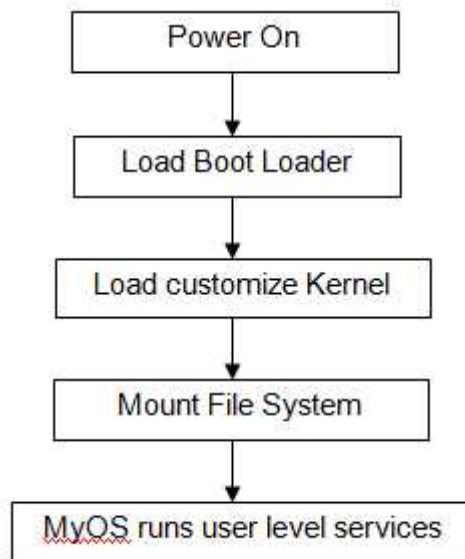 Power On
Load Boot Loader
Load customize Kernel
Mount File System
MyOS runs user level services